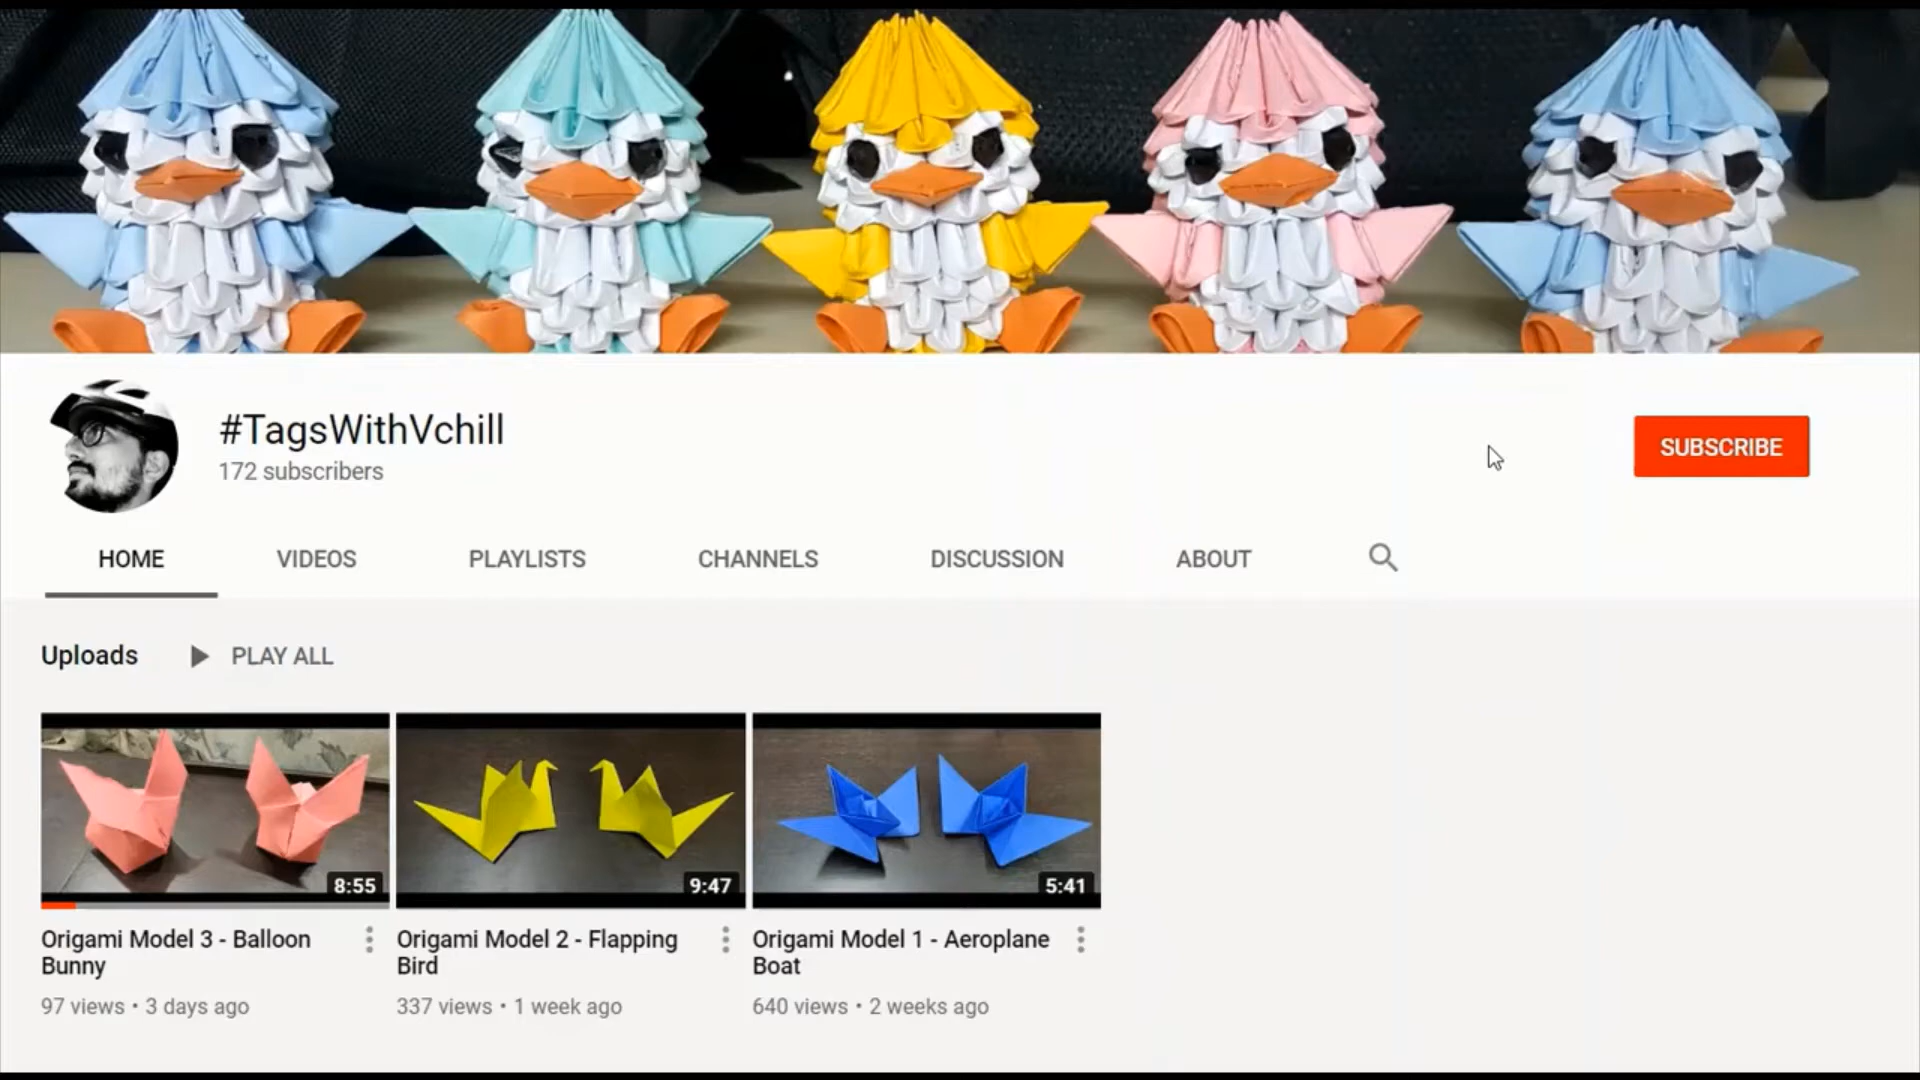 #TagsWithVchill
172 subscribers
SUBSCRIBE
HOME VIDEOS PLAYLISTS CHANNELS DISCUSSION ABOUT
Uploads PLAY ALL
8:55
9:47
5:41
Origami Model 3 - Balloon
Bunny
97 views • 3 days ago
Origami Model 2 - Flapping
Bird
337 views • 1 week ago
Origami Model 1 - Aeroplane
Boat
640 views • 2 weeks ago